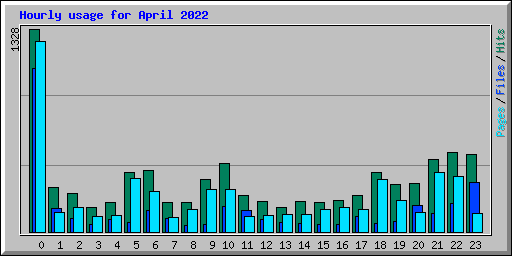 Hourly usage for April 2022
1328
Pages/Files/Hits
0 1 2 3 4 5 6 7 8 9 10 11 12 13 14 15 16 17 18 19 20 21 22 23